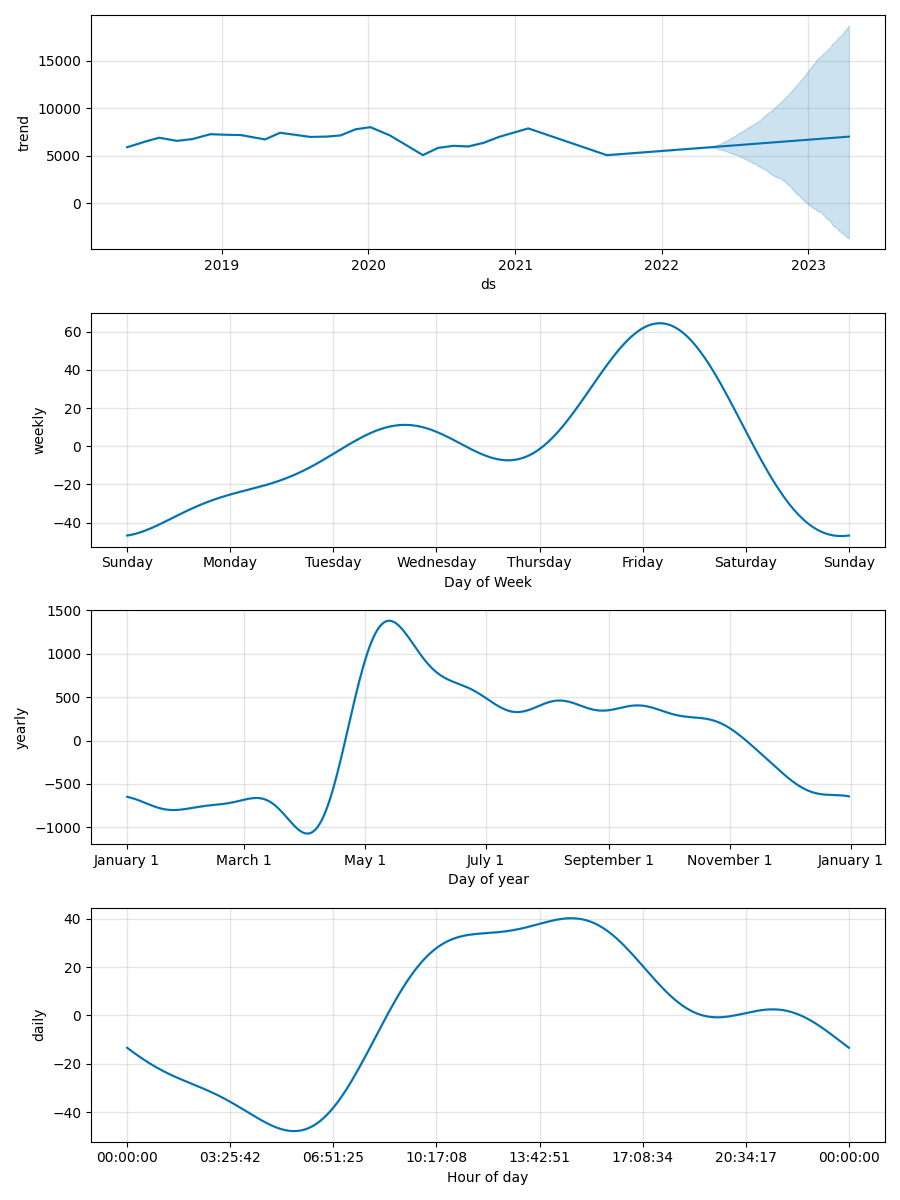 15000
10000
5000
0
trend
2019 2020 2021 2022 2023
ds
60
40
20
0
−20
−40
weekly
Sunday Monday Tuesday Wednesday Thursday Friday Saturday Sunday
Day of Week
1500
1000
500
0
−500
−1000
yearly
January 1 March 1 May 1 July 1 September 1 November 1 January 1
Day of year
40
20
0
−20
−40
daily
00:00:00 03:25:42 06:51:25 10:17:08 13:42:51 17:08:34 20:34:17 00:00:00
Hour of day